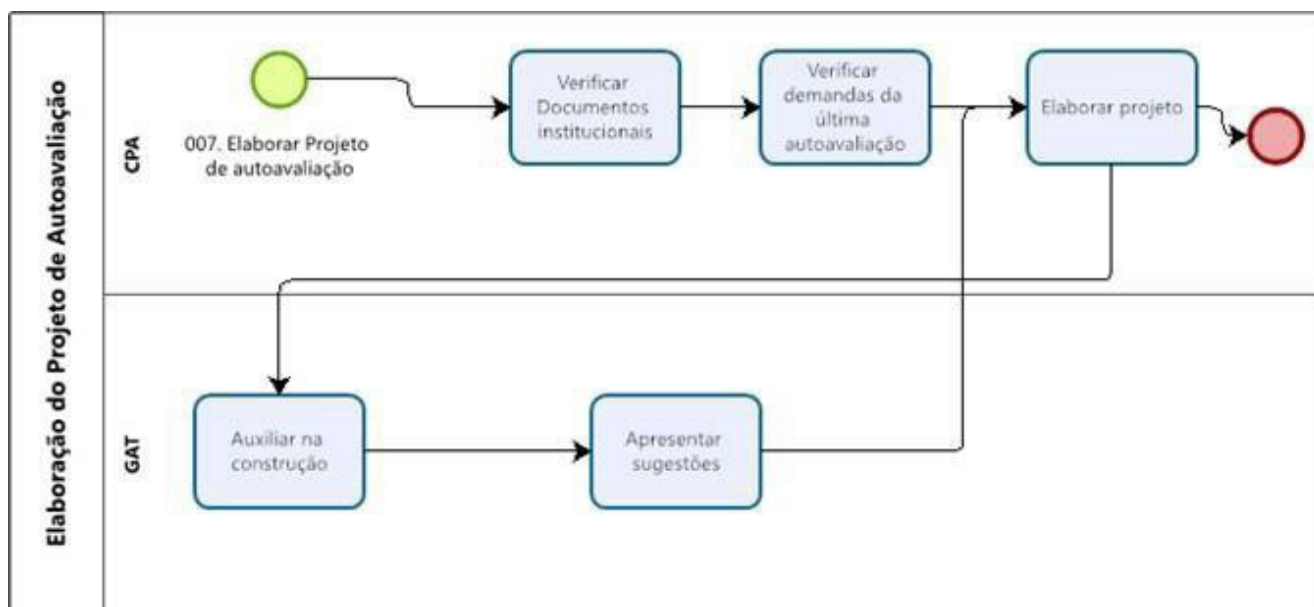 Elaboração do Projeto de Autoavaliação
CPA
007. Elaborar Projeto
de autoavaliação
Verificar
Documentos
institucionais
Verificar
demandas da
última
autoavaliação
Elaborar projeto
GAT
Auxiliar na
construção
Apresentar
sugestões